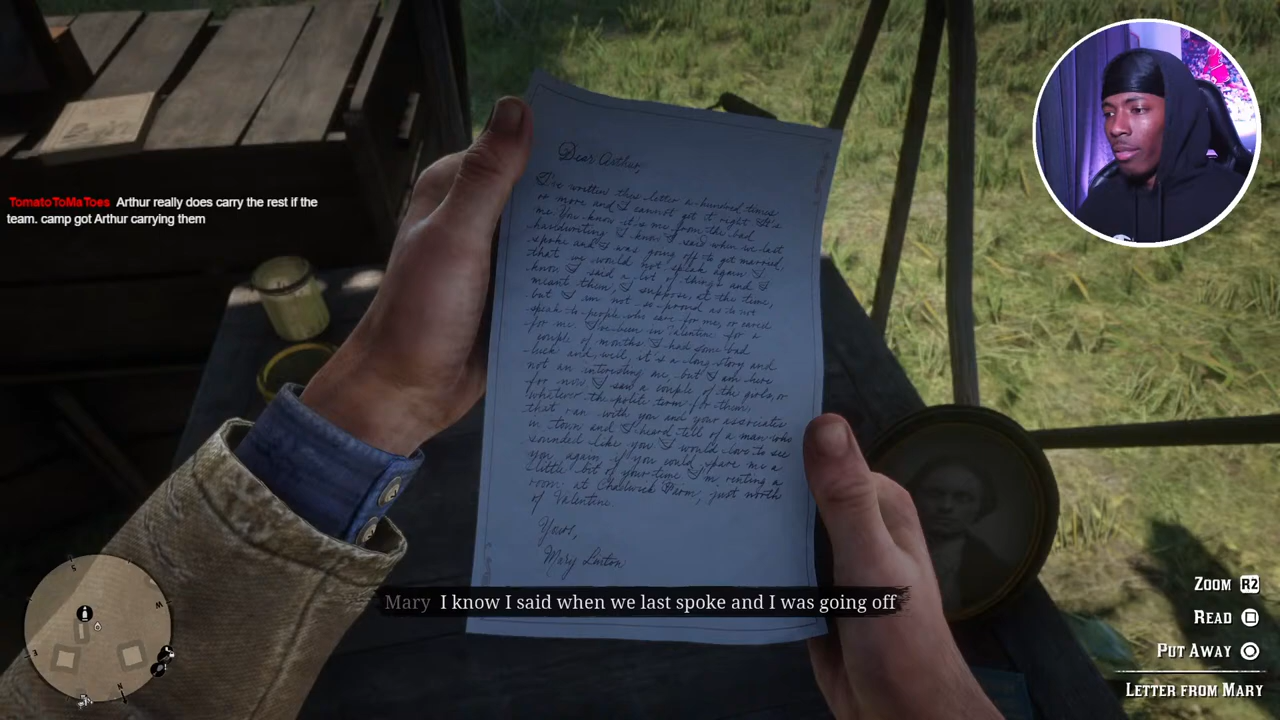 TomatoToMaToes Arthur really does carry the rest if the
team. camp got Arthur carrying them
Dear Arthur,
I've written this letter a hundred times
or more and I cannot get it right. It's
me. You know it is me from the bad
handwriting. I know I said when we last
spoke and I was going off to get married,
that we would not speak again. I
know I said a lot of things and I
meant them, I suppose, at the time,
but I am not so proud as to not
speak to people who care for me, or cared
for me. I've been in Valentine for a
couple of months. I had some bad
luck and, well, it's a long story and
not an interesting one, but I am here
for now. I saw a couple of the girls, or
whatever the polite term for them,
that ran with you and your associates
in town and I heard tell of a man who
sounded like you. I would love to see
you again, if you could spare me a
little bit of your time. I'm renting a
room at Chadwick Farm, just north
of Valentine
Yours,
Mary Linton
Mary I know I said when we last spoke and I was going off
ZOOM R2
READ
PUT AWAY
LETTER FROM MARY